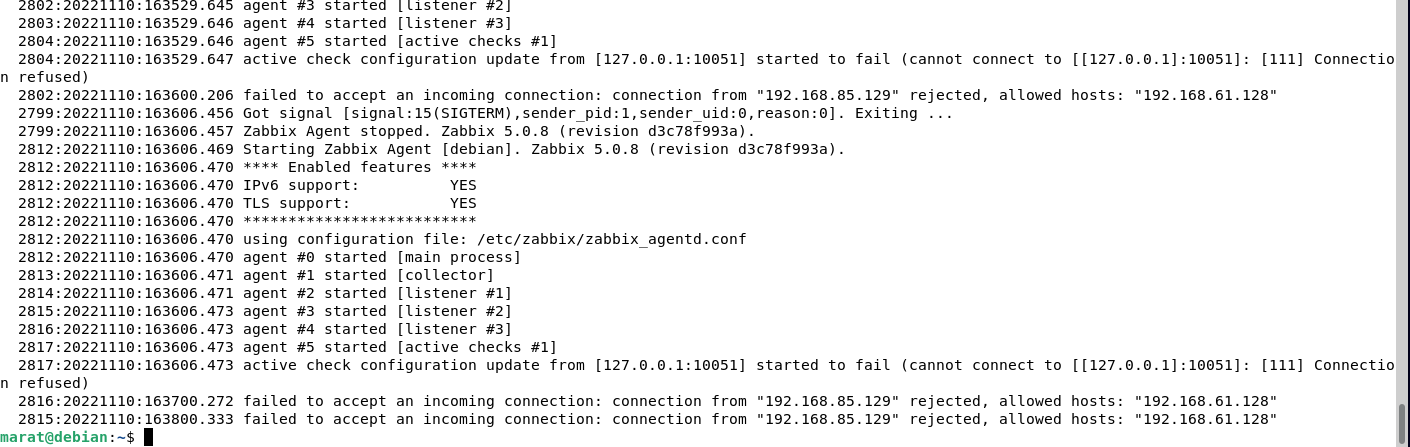 2802:20221110:163529.645 agent #3 started [listener #2]
2803:20221110:163529.646 agent #4 started [listener #3]
2804:20221110:163529.646 agent #5 started [active checks #1]
2804:20221110:163529.647 active check configuration update from [127.0.0.1:10051] started to fail (cannot connect to [[127.0.0.1]:10051]: [111] Connectio
n refused)
2802:20221110:163600.206 failed to accept an incoming connection: connection from "192.168.85.129" rejected, allowed hosts: "192.168.61.128"
2799:20221110:163606.456 Got signal [signal:15(SIGTERM),sender_pid:1,sender_uid:0,reason:0]. Exiting ...
2799:20221110:163606.457 Zabbix Agent stopped. Zabbix 5.0.8 (revision d3c78f993a).
2812:20221110:163606.469 Starting Zabbix Agent [debian]. Zabbix 5.0.8 (revision d3c78f993a).
2812:20221110:163606.470 **** Enabled features ****
2812:20221110:163606.470 IPv6 support:          YES
2812:20221110:163606.470 TLS support:           YES
2812:20221110:163606.470 **************************
2812:20221110:163606.470 using configuration file: /etc/zabbix/zabbix_agentd.conf
2812:20221110:163606.470 agent #0 started [main process]
2813:20221110:163606.471 agent #1 started [collector]
2814:20221110:163606.471 agent #2 started [listener #1]
2815:20221110:163606.473 agent #3 started [listener #2]
2816:20221110:163606.473 agent #4 started [listener #3]
2817:20221110:163606.473 agent #5 started [active checks #1]
2817:20221110:163606.473 active check configuration update from [127.0.0.1:10051] started to fail (cannot connect to [[127.0.0.1]:10051]: [111] Connectio
n refused)
2816:20221110:163700.272 failed to accept an incoming connection: connection from "192.168.85.129" rejected, allowed hosts: "192.168.61.128"
2815:20221110:163800.333 failed to accept an incoming connection: connection from "192.168.85.129" rejected, allowed hosts: "192.168.61.128"
marat@debian:~$